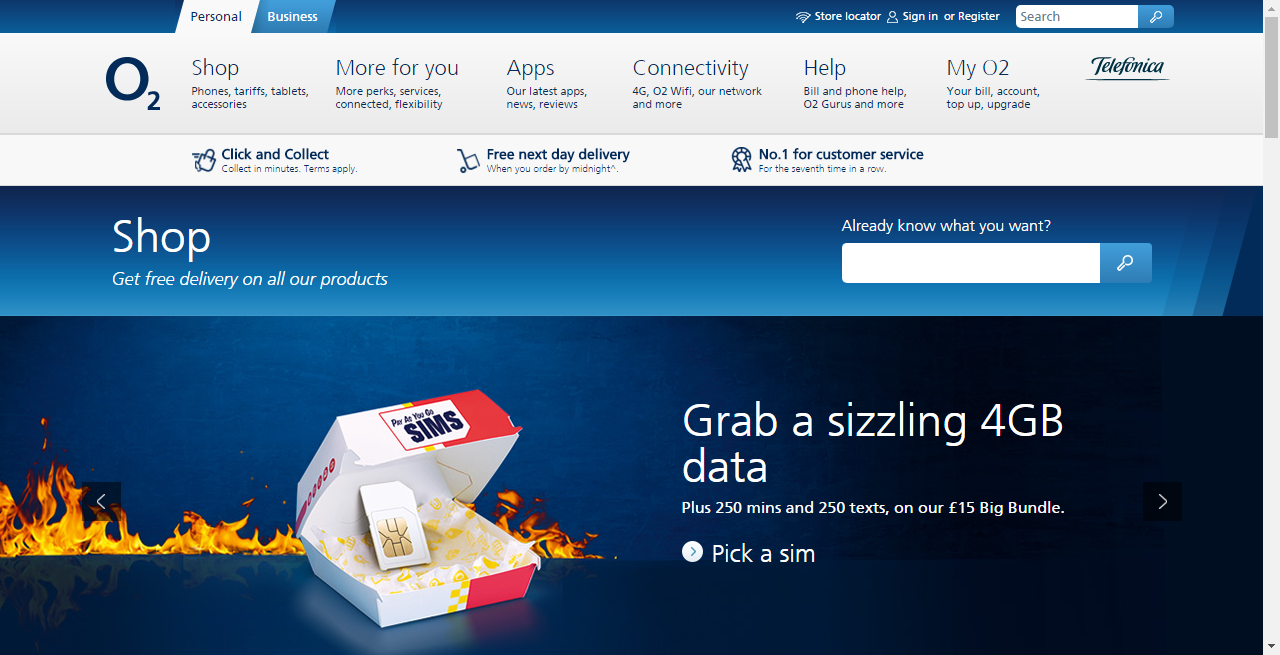 Personal
Business
Store locator
Sign in or Register
Search
O2
Shop
Phones, tariffs, tablets,
accessories
More for you
More perks, services,
connected, flexibility
Apps
Our latest apps,
news, reviews
Connectivity
4G, O2 Wifi, our network
and more
Help
Bill and phone help,
O2 Gurus and more
My O2
Your bill, account,
top up, upgrade
Telefónica
Click and Collect
Collect in minutes. Terms apply.
Free next day delivery
When you order by midnight^.
No.1 for customer service
For the seventh time in a row.
Shop
Get free delivery on all our products
Already know what you want?
Pay As You Go
SIMS
Grab a sizzling 4GB
data
Plus 250 mins and 250 texts, on our £15 Big Bundle.
Pick a sim